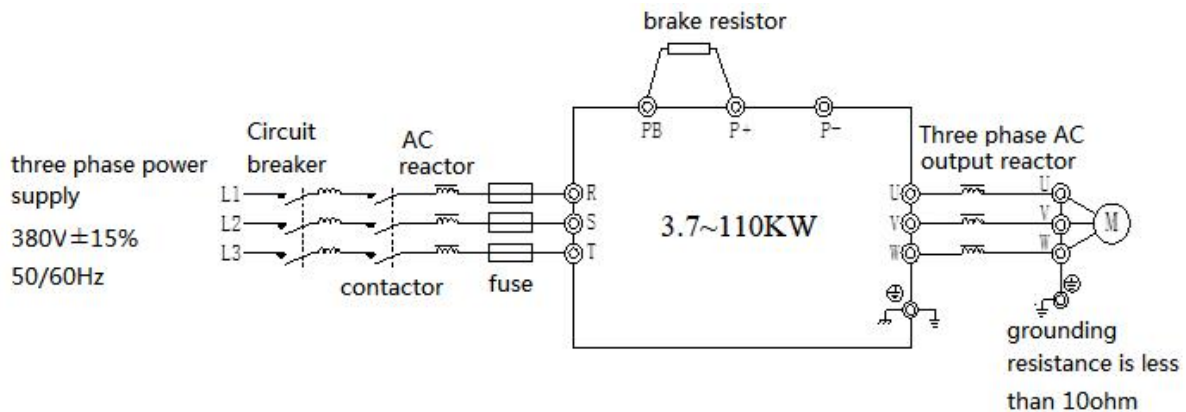 brake resistor
PB
P+
P-
three phase power
supply
380V±15%
50/60Hz
Circuit
breaker
AC
reactor
L1
L2
L3
contactor
fuse
R
S
T
3.7~110KW
U
V
W
Three phase AC
output reactor
U
V
W
M
grounding
resistance is less
than 10ohm